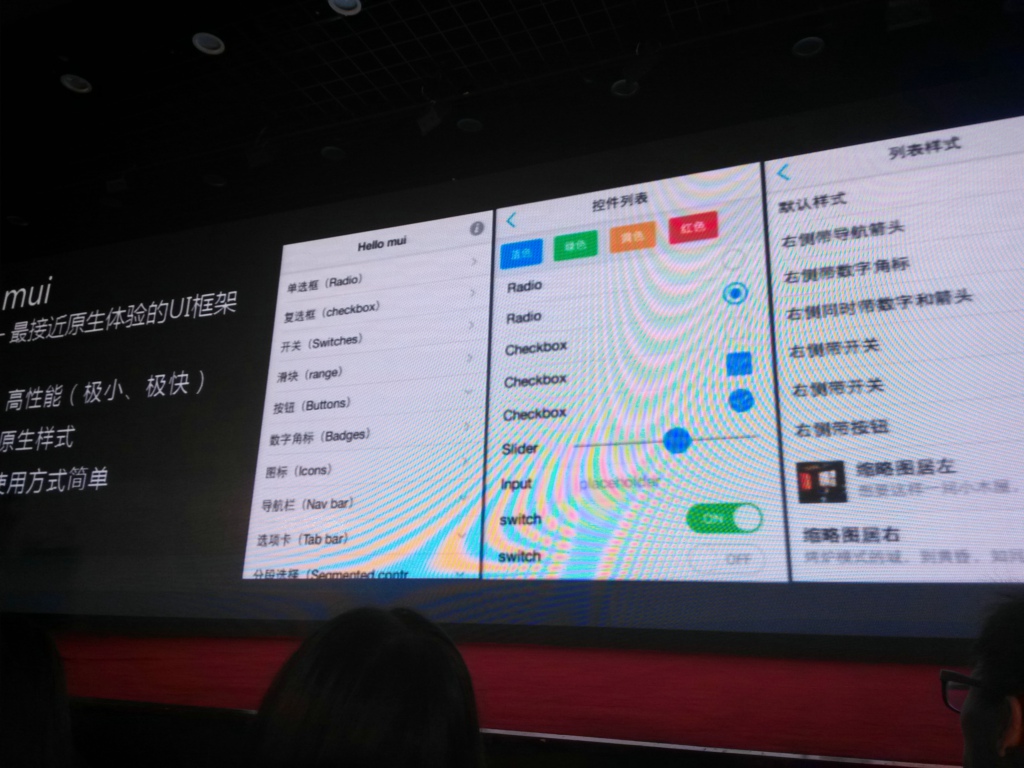 mui
最接近原生体验的UI框架
高性能（极小、极快）
原生样式
使用方式简单
Hello mui
单选框（Radio）
复选框（checkbox）
开关（Switches）
滑块（range）
按钮（Buttons）
数字角标（Badges）
图标（Icons）
导航栏（Nav bar）
选项卡（Tab bar）
分段选择（Segmented contr
控件列表
蓝色 绿色 黄色 红色
Radio
Radio
Checkbox
Checkbox
Checkbox
Slider
Input placeholder
switch ON
switch OFF
列表样式
默认样式
右侧带导航箭头
右侧带数字角标
右侧同时带数字和箭头
右侧带开关
右侧带开关
右侧带按钮
缩略图居左
缩略图居右